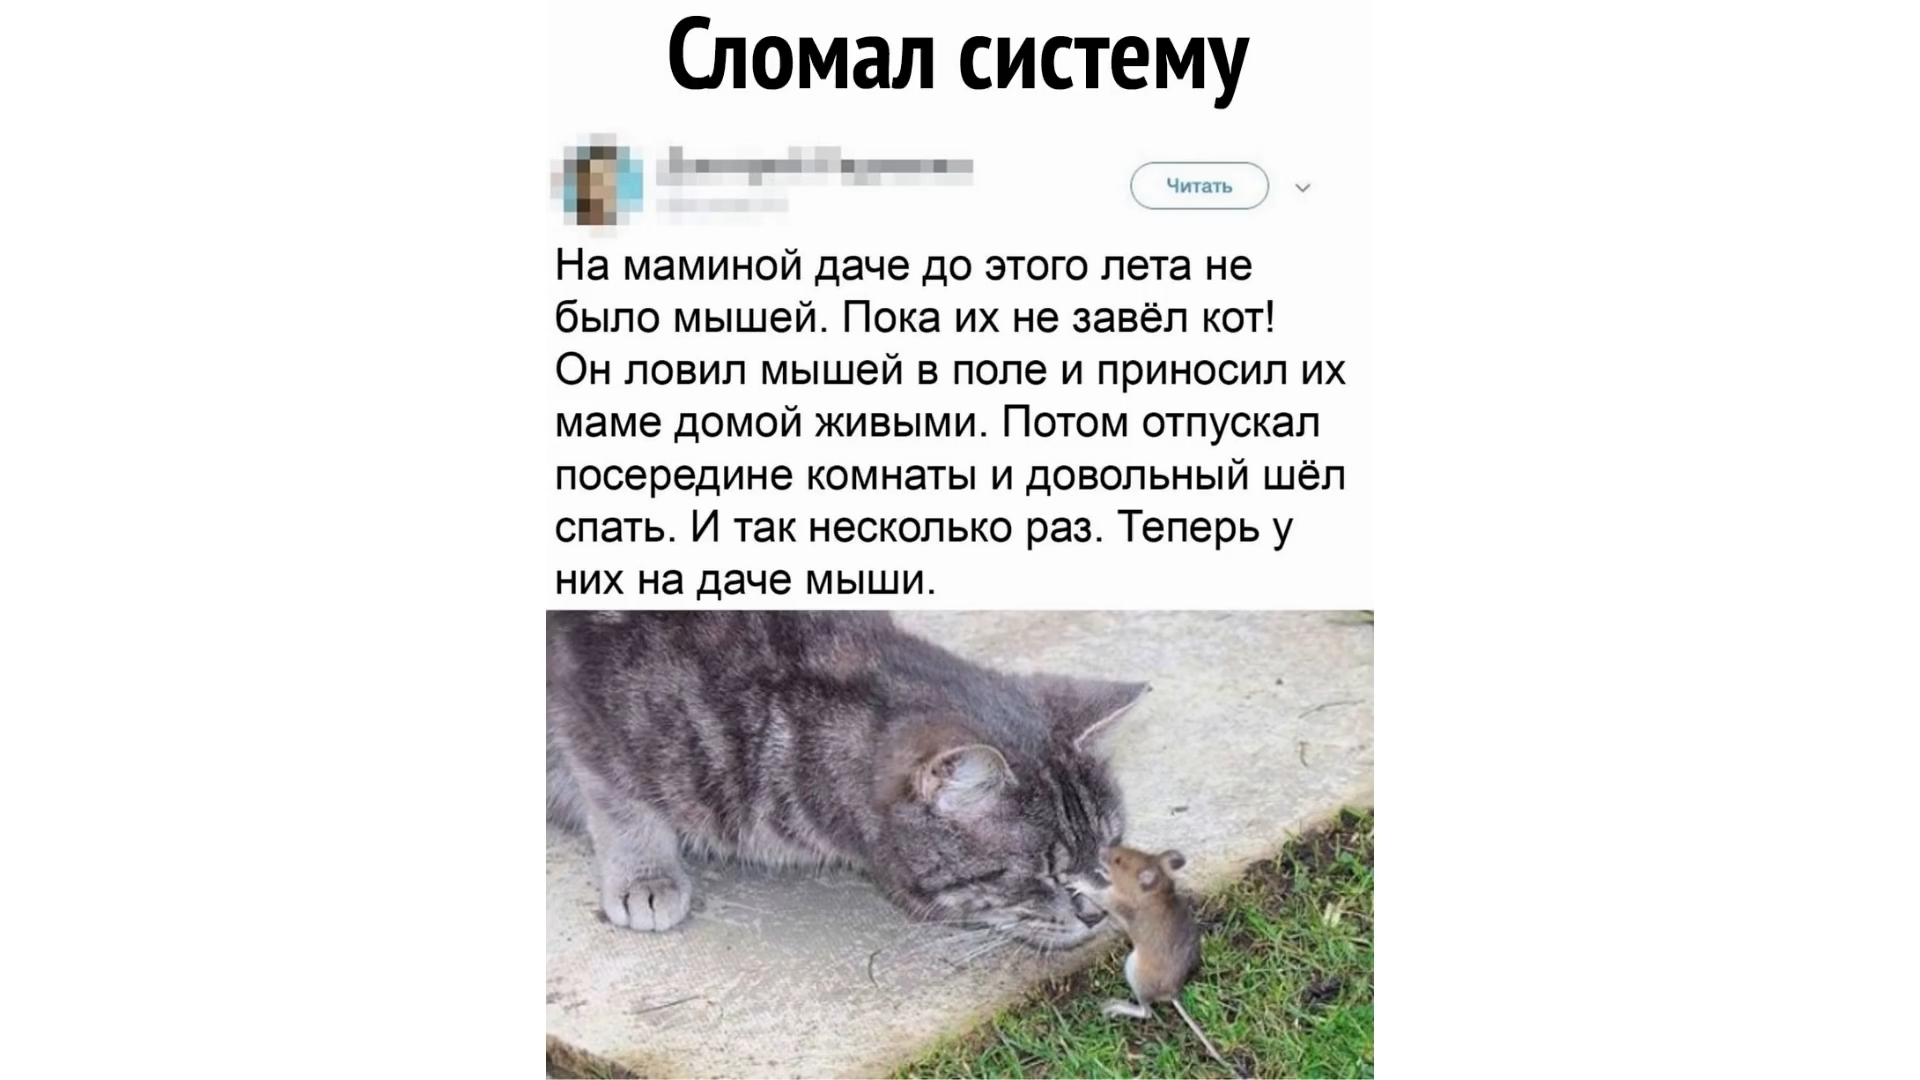 Сломал систему
Читать
На маминой даче до этого лета не
было мышей. Пока их не завёл кот!
Он ловил мышей в поле и приносил их
маме домой живыми. Потом отпускал
посередине комнаты и довольный шёл
спать. И так несколько раз. Теперь у
них на даче мыши.